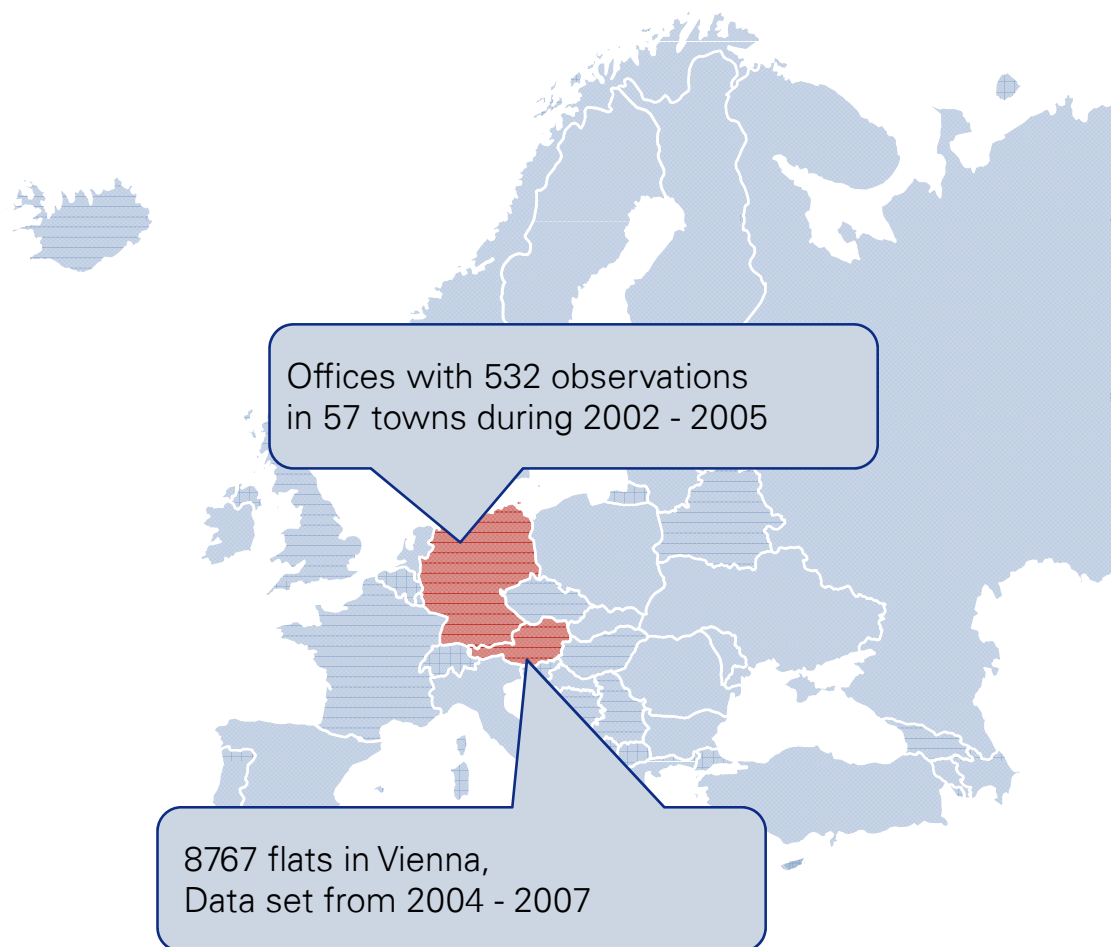 Offices with 532 observations
in 57 towns during 2002 - 2005
8767 flats in Vienna,
Data set from 2004 - 2007